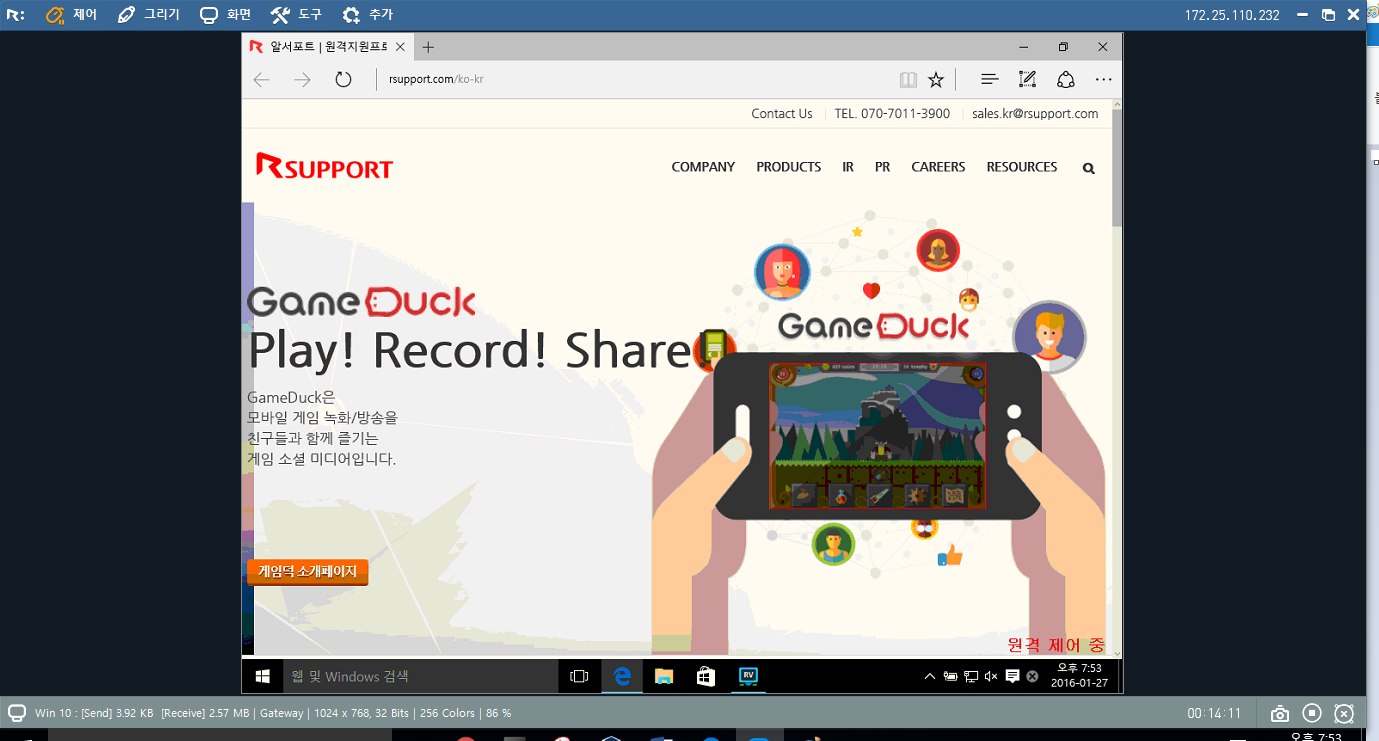 R: 제어 그리기 화면 도구 추가 172.25.110.232
알서포트 | 원격지원프로
rsupport.com/ko-kr
Contact Us TEL. 070-7011-3900 sales.kr@rsupport.com
RSUPPORT COMPANY PRODUCTS IR PR CAREERS RESOURCES
GameDuck
GameDuck
Play! Record! Share
GameDuck은
모바일 게임 녹화/방송을
친구들과 함께 즐기는
게임 소셜 미디어입니다.
게임덕 소개페이지
원격 제어 중
웹 및 Windows 검색 RV 오후 7:53
2016-01-27
Win 10 : [Send] 3.92 KB [Receive] 2.57 MB | Gateway | 1024 x 768, 32 Bits | 256 Colors | 86 % 00:14:11
오후 7:53